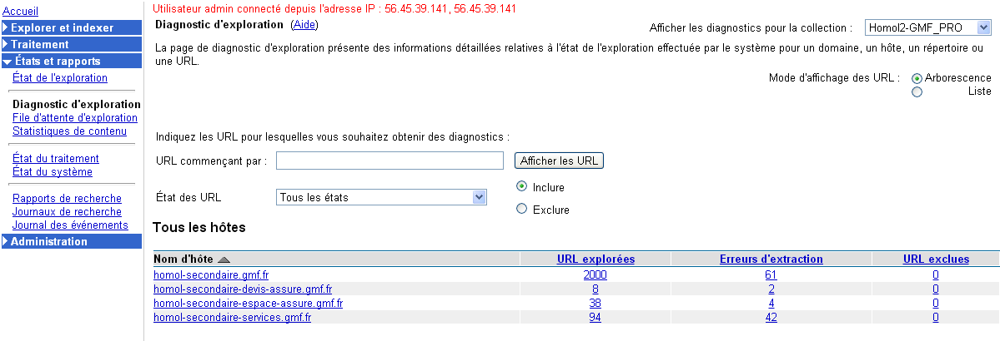 Accueil
Explorer et indexer
Traitement
États et rapports
État de l'exploration
Diagnostic d'exploration
File d'attente d'exploration
Statistiques de contenu
État du traitement
État du système
Rapports de recherche
Journaux de recherche
Journal des événements
Administration
Utilisateur admin connecté depuis l'adresse IP : 56.45.39.141, 56.45.39.141
Diagnostic d'exploration (Aide)
Afficher les diagnostics pour la collection : Homol2-GMF_PRO
La page de diagnostic d'exploration présente des informations détaillées relatives à l'état de l'exploration effectuée par le système pour un domaine, un hôte, un répertoire ou
une URL.
Mode d'affichage des URL : Arborescence
Liste
Indiquez les URL pour lesquelles vous souhaitez obtenir des diagnostics :
URL commençant par : Afficher les URL
État des URL Tous les états Inclure
Exclure
Tous les hôtes
Nom d'hôte URL explorées Erreurs d'extraction URL exclues
homol-secondaire.gmf.fr 2000 61 0
homol-secondaire-devis-assure.gmf.fr 8 2 0
homol-secondaire-espace-assure.gmf.fr 38 4 0
homol-secondaire-services.gmf.fr 94 42 0